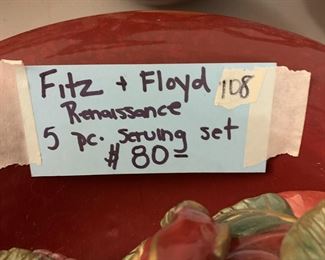 Fitz + Floyd 108
Renaissance
5 pc. serving set
$80=